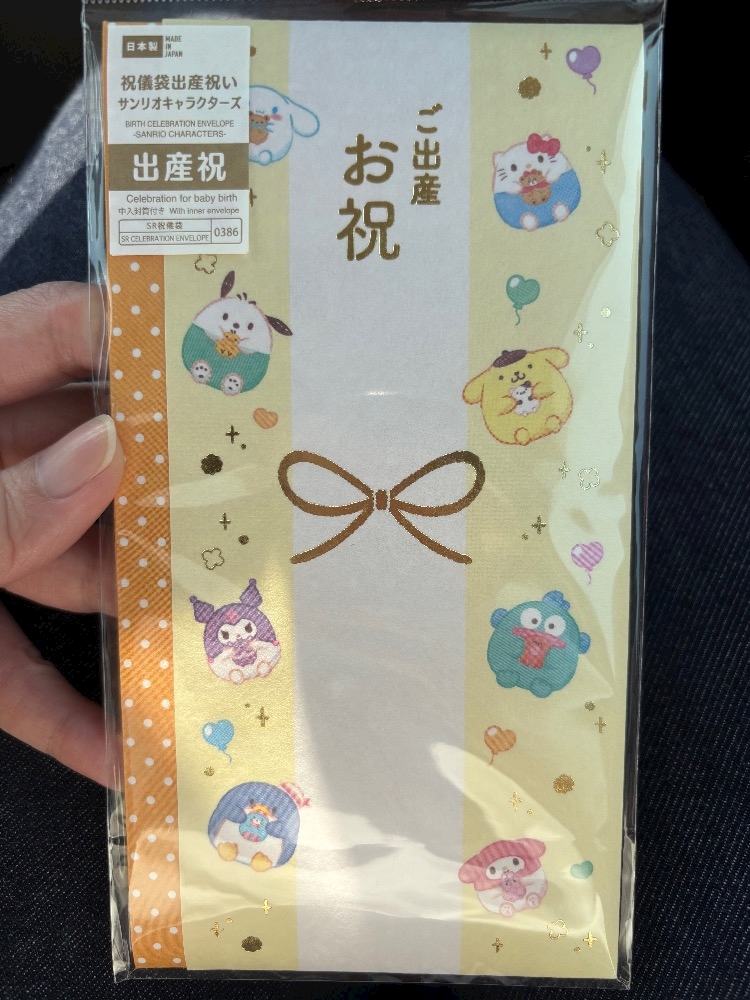 日本製 MADE IN JAPAN
祝儀袋出産祝い
サンリオキャラクターズ
BIRTH CELEBRATION ENVELOPE
-SANRIO CHARACTERS-
出産祝
Celebration for baby birth
中入封筒付き With inner envelope
SR祝儀袋
SR CELEBRATION ENVELOPE
0386
ご出産
お祝